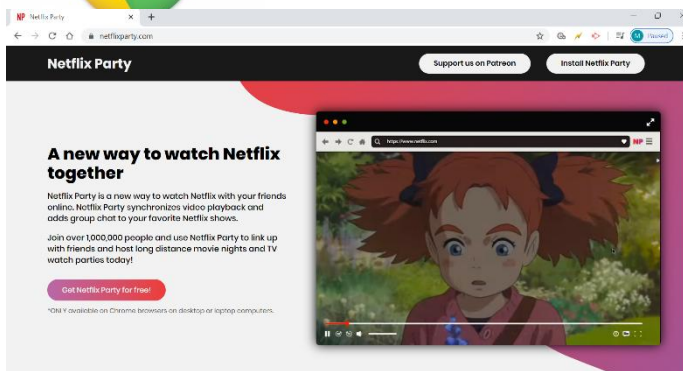 NP Netflix Party
netflixparty.com
Paused
Netflix Party
Support us on Patreon
Install Netflix Party
https://www.netflix.com
NP
A new way to watch Netflix
together
Netflix Party is a new way to watch Netflix with your friends
online. Netflix Party synchronizes video playback and
adds group chat to your favorite Netflix shows.
Join over 1,000,000 people and use Netflix Party to link up
with friends and host long distance movie nights and TV
watch parties today!
Get Netflix Party for free!
*ONLY available on Chrome browsers on desktop or laptop computers.